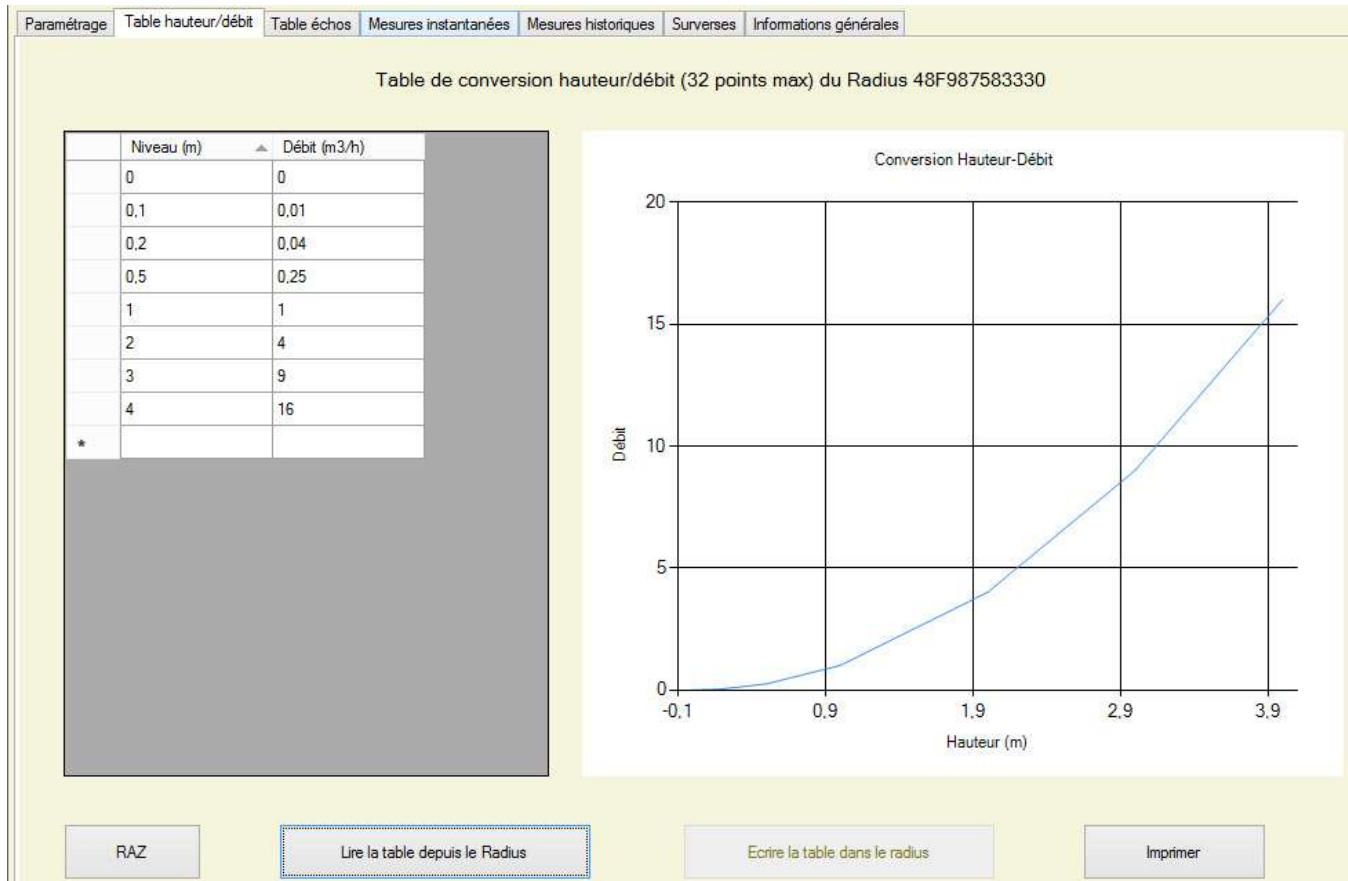 Paramétrage Table hauteur/débit Table échos Mesures instantanées Mesures historiques Surverses Informations générales
Table de conversion hauteur/débit (32 points max) du Radius 48F987583330
Niveau (m) Débit (m3/h)
0 0
0,1 0,01
0,2 0,04
0,5 0,25
1 1
2 4
3 9
4 16
*
Conversion Hauteur-Débit
20
15
10
5
0
Débit
-0,1 0,9 1,9 2,9 3,9
Hauteur (m)
RAZ Lire la table depuis le Radius Ecrire la table dans le radius Imprimer